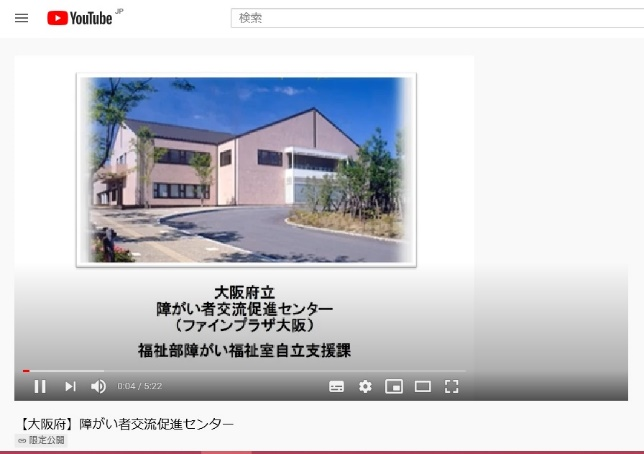 YouTube JP
検索
大阪府立
障がい者交流促進センター
（ファインプラザ大阪）
福祉部障がい福祉室自立支援課
0:04 / 5:22
【大阪府】障がい者交流促進センター
限定公開